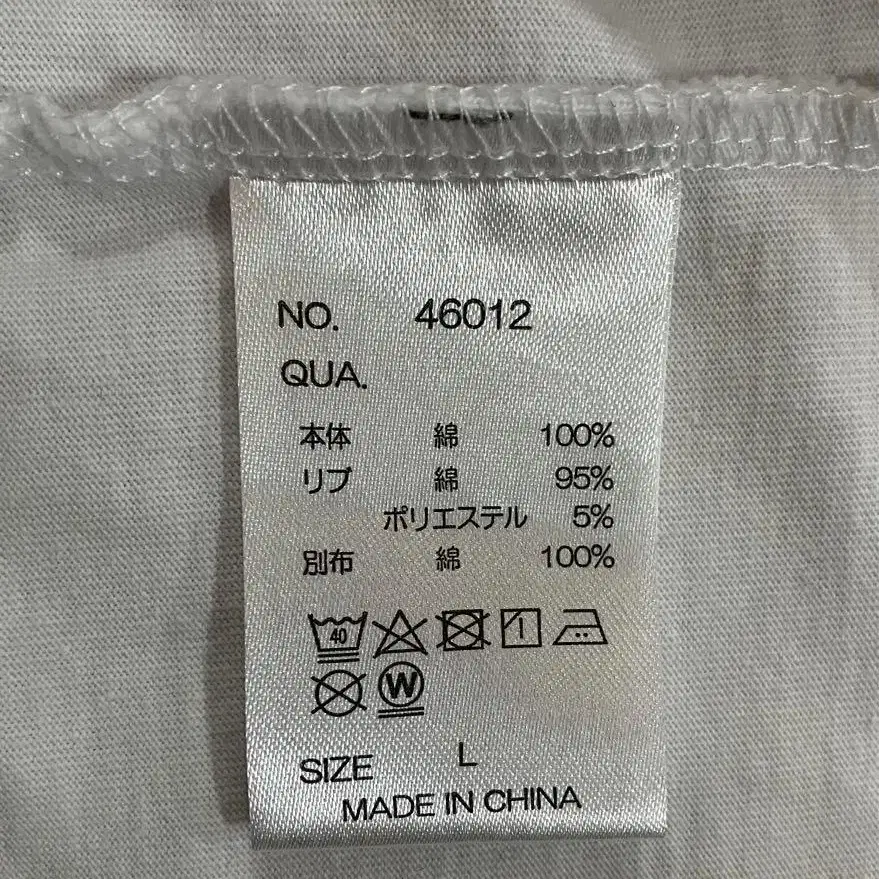 NO. 46012
QUA.
本体 綿 100%
リブ 綿 95%
ポリエステル 5%
別布 綿 100%
40
W
SIZE L
MADE IN CHINA